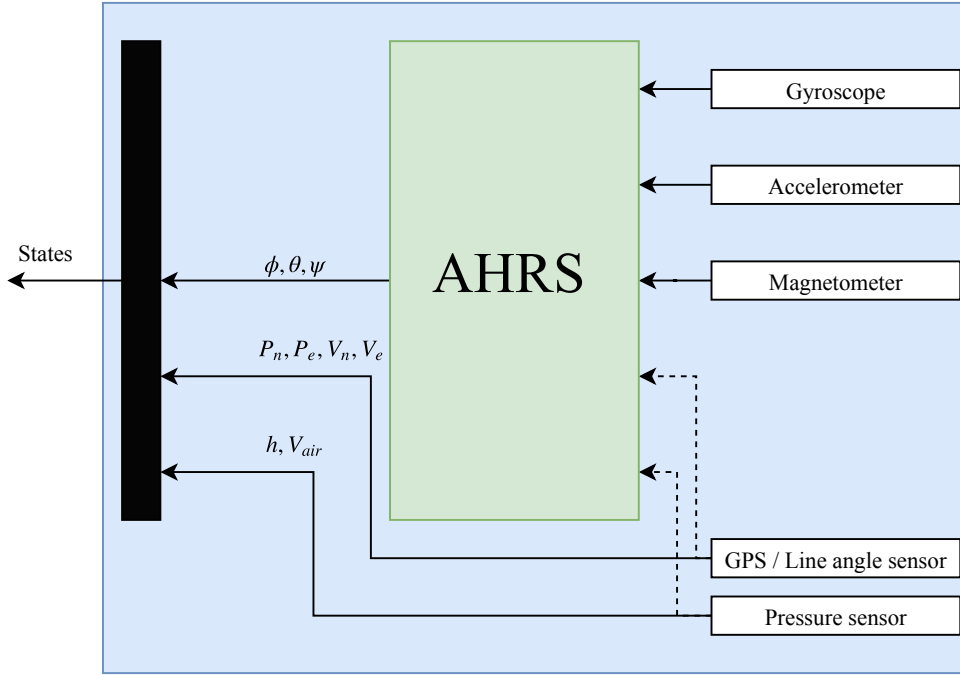 Gyroscope
Accelerometer
States
ϕ, θ, ψ
AHRS
Magnetometer
P_n, P_e, V_n, V_e
h, V_air
GPS / Line angle sensor
Pressure sensor